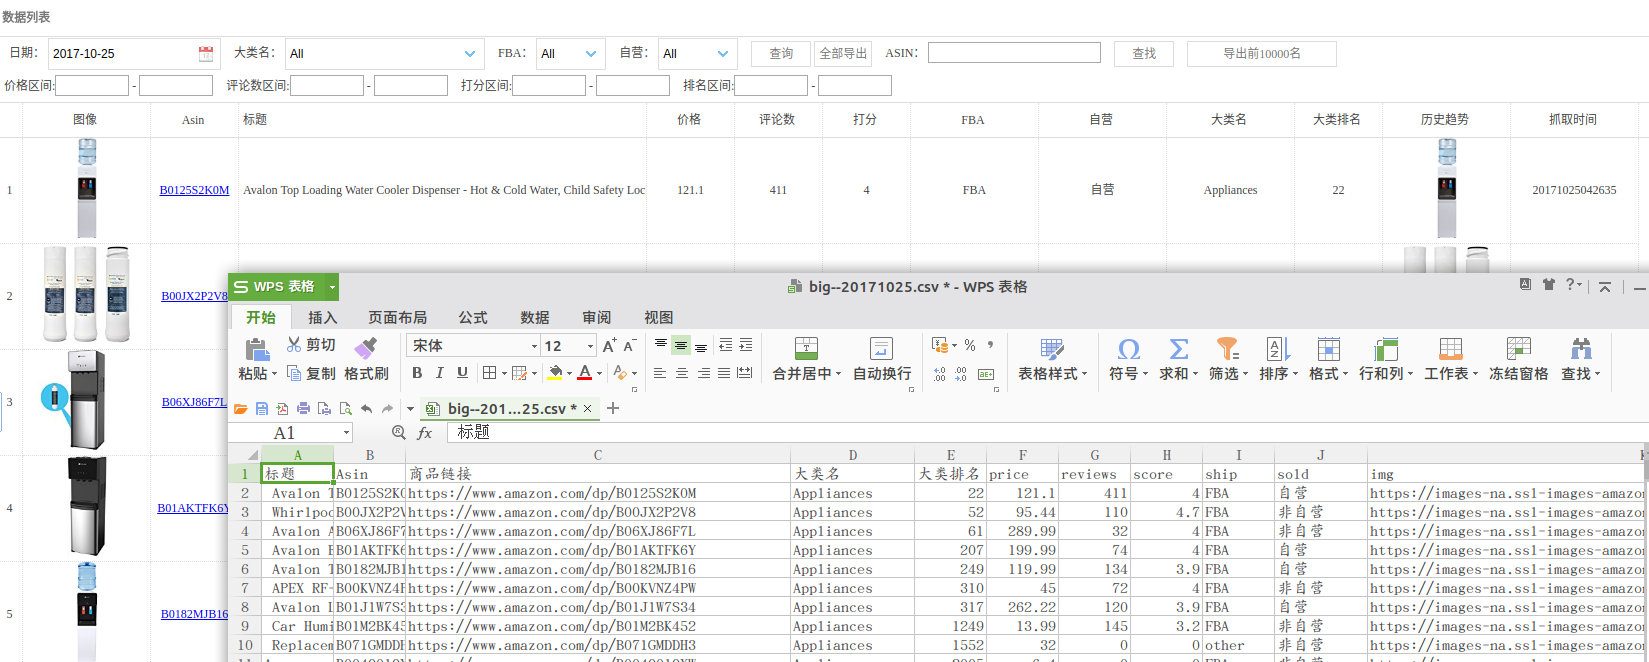 数据列表
日期： 2017-10-25 大类名： All FBA： All 自营： All 查询 全部导出 ASIN： 查找 导出前10000名
价格区间: - 评论数区间: - 打分区间: - 排名区间: -
图像 Asin 标题 价格 评论数 打分 FBA 自营 大类名 大类排名 历史趋势 抓取时间
1 B0125S2K0M Avalon Top Loading Water Cooler Dispenser - Hot & Cold Water, Child Safety Loc 121.1 411 4 FBA 自营 Appliances 22 20171025042635
2 B00JX2P2V8
3 B06XJ86F7L
4 B01AKTFK6Y
5 B0182MJB16
WPS 表格 big--20171025.csv * - WPS 表格
开始 插入 页面布局 公式 数据 审阅 视图
剪切 宋体 12
粘贴 复制 格式刷 B I U 合并居中 自动换行 表格样式 符号 求和 筛选 排序 格式 行和列 工作表 冻结窗格 查找
big--201...25.csv *
A1 fx 标题
A B C D E F G H I J K
1 标题 Asin 商品链接 大类名 大类排名 price reviews score ship sold img
2 Avalon T B0125S2K0 https://www.amazon.com/dp/B0125S2K0M Appliances 22 121.1 411 4 FBA 自营 https://images-na.ssl-images-amazon
3 Whirlpoo B00JX2P2V https://www.amazon.com/dp/B00JX2P2V8 Appliances 52 95.44 110 4.7 FBA 非自营 https://images-na.ssl-images-amazon
4 Avalon A B06XJ86F7 https://www.amazon.com/dp/B06XJ86F7L Appliances 61 289.99 32 4 FBA 非自营 https://images-na.ssl-images-amazon
5 Avalon B B01AKTFK6 https://www.amazon.com/dp/B01AKTFK6Y Appliances 207 199.99 74 4 FBA 自营 https://images-na.ssl-images-amazon
6 Avalon T B0182MJB1 https://www.amazon.com/dp/B0182MJB16 Appliances 249 119.99 134 3.9 FBA 自营 https://images-na.ssl-images-amazon
7 APEX RF- B00KVNZ4P https://www.amazon.com/dp/B00KVNZ4PW Appliances 310 45 72 4 FBA 非自营 https://images-na.ssl-images-amazon
8 Avalon L B01J1W7S3 https://www.amazon.com/dp/B01J1W7S34 Appliances 317 262.22 120 3.9 FBA 自营 https://images-na.ssl-images-amazon
9 Car Humi B01M2BK45 https://www.amazon.com/dp/B01M2BK452 Appliances 1249 13.99 145 3.2 FBA 非自营 https://images-na.ssl-images-amazon
10 Replacem B071GMDDH https://www.amazon.com/dp/B071GMDDH3 Appliances 1552 32 0 0 other 非自营 https://images-na.ssl-images-amazon